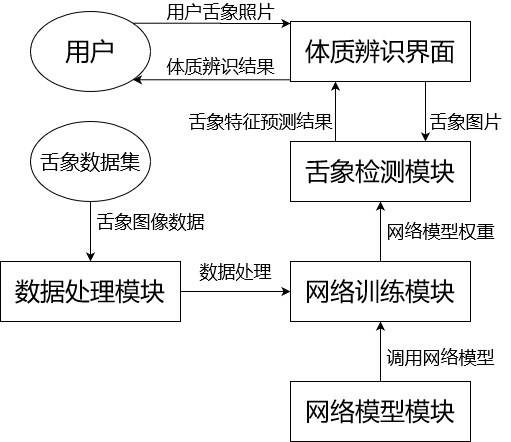 用户舌象照片
用户
体质辨识界面
体质辨识结果
舌象特征预测结果
舌象图片
舌象数据集
舌象检测模块
舌象图像数据
网络模型权重
数据处理
数据处理模块
网络训练模块
调用网络模型
网络模型模块